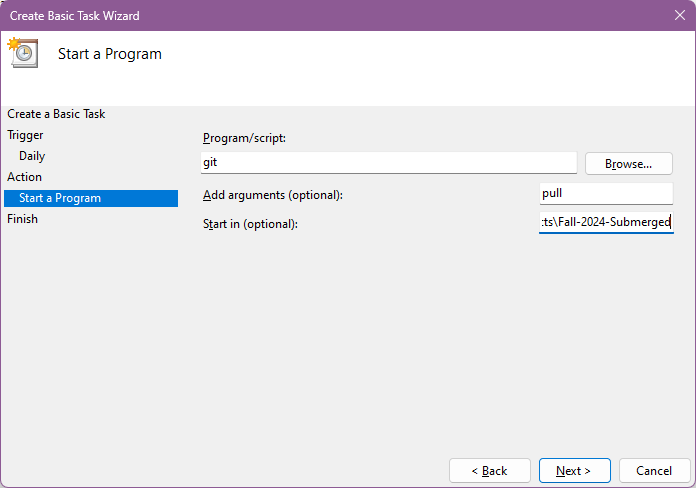 Create Basic Task Wizard
Start a Program
Create a Basic Task
Trigger
Daily
Action
Start a Program
Finish
Program/script:
git
Browse...
Add arguments (optional):
pull
Start in (optional):
:ts\Fall-2024-Submerged
< Back
Next >
Cancel